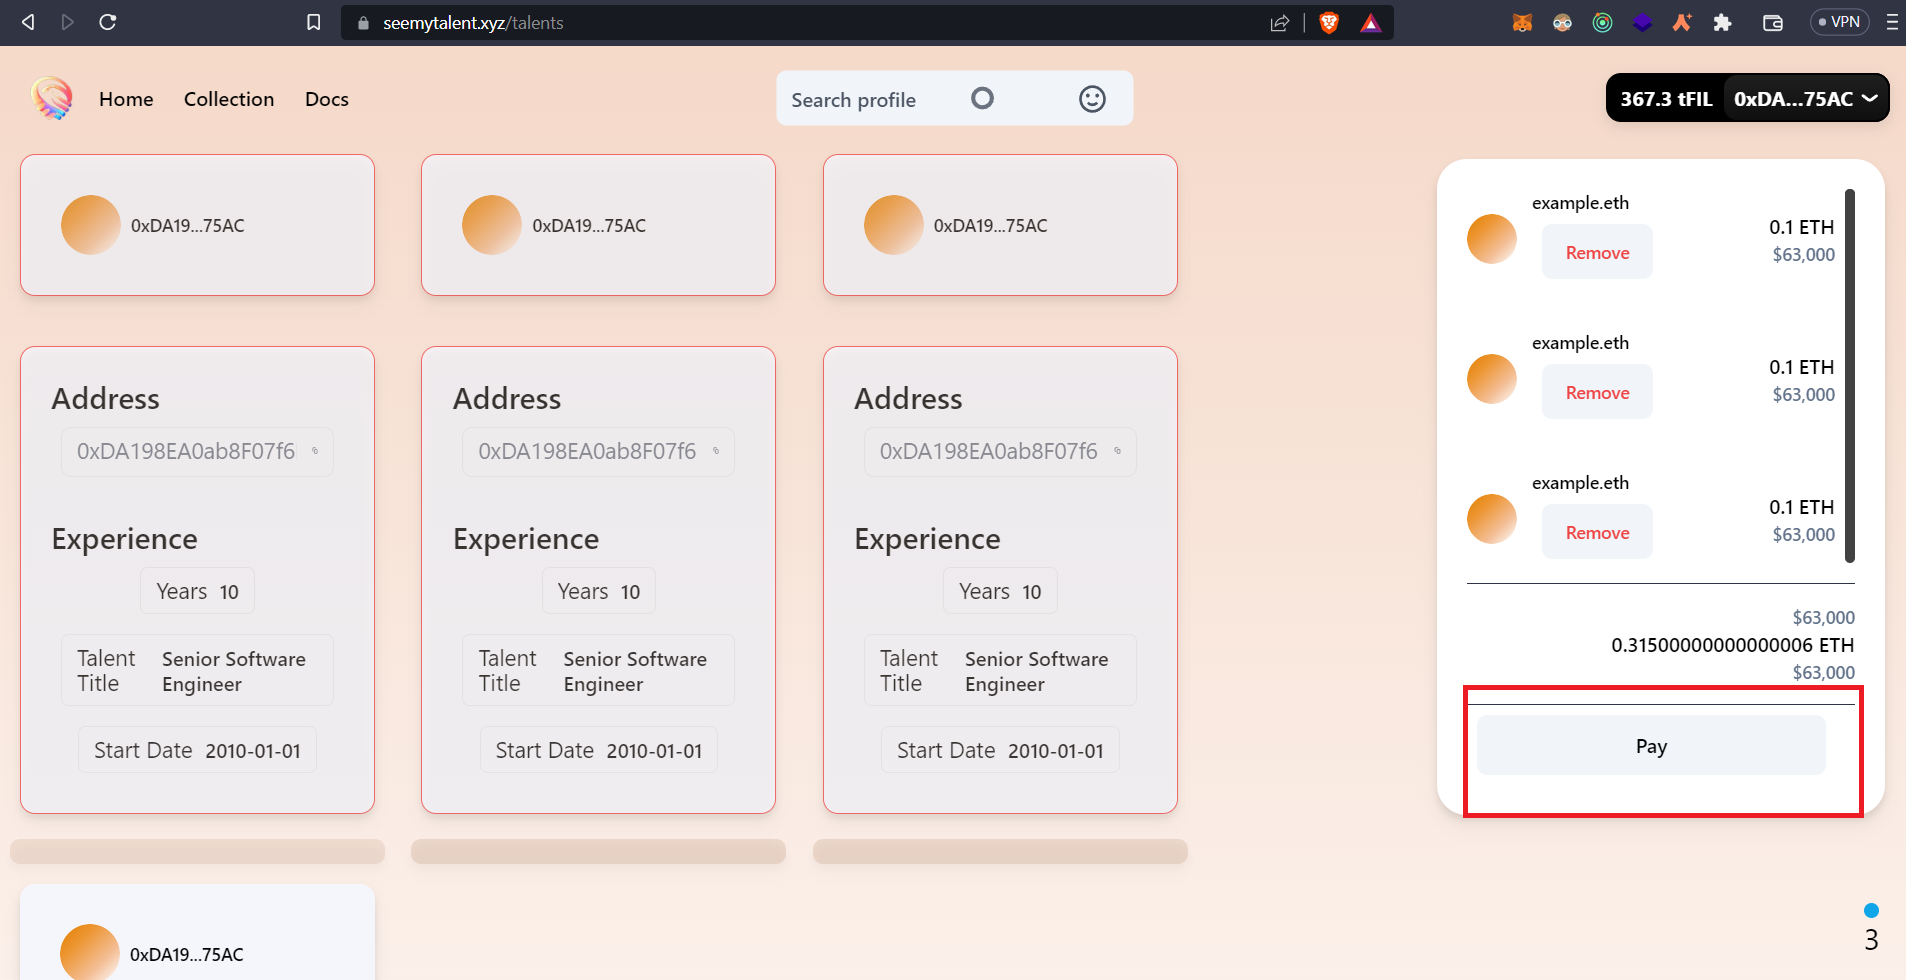 seemytalent.xyz/talents
VPN
Home Collection Docs
Search profile
367.3 tFIL 0xDA...75AC
0xDA19...75AC
0xDA19...75AC
0xDA19...75AC
Address
0xDA198EA0ab8F07f6
Experience
Years 10
Talent Title Senior Software
Engineer
Start Date 2010-01-01
Address
0xDA198EA0ab8F07f6
Experience
Years 10
Talent Title Senior Software
Engineer
Start Date 2010-01-01
Address
0xDA198EA0ab8F07f6
Experience
Years 10
Talent Title Senior Software
Engineer
Start Date 2010-01-01
0xDA19...75AC
example.eth
0.1 ETH
Remove
$63,000
example.eth
0.1 ETH
Remove
$63,000
example.eth
0.1 ETH
Remove
$63,000
$63,000
0.31500000000000006 ETH
$63,000
Pay
3